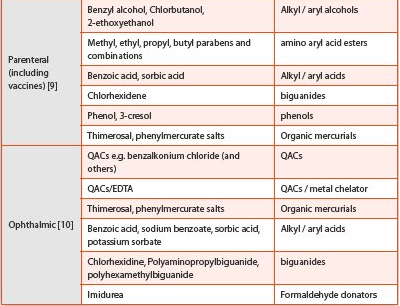 Benzyl alcohol, Chlorbutanol,
2-ethoxyethanol
Alkyl / aryl alcohols
Parenteral
(including
vaccines) [9]
Methyl, ethyl, propyl, butyl parabens and
combinations
amino aryl acid esters
Benzoic acid, sorbic acid
Alkyl / aryl acids
Chlorhexidene
biguanides
Phenol, 3-cresol
phenols
Thimerosal, phenylmercurate salts
Organic mercurials
Ophthalmic [10]
QACs e.g. benzalkonium chloride (and
others)
QACs
QACs/EDTA
QACs / metal chelator
Thimerosal, phenylmercurate salts
Organic mercurials
Benzoic acid, sodium benzoate, sorbic acid,
potassium sorbate
Alkyl / aryl acids
Chlorhexidine, Polyaminopropylbiguanide,
polyhexamethylbiguanide
biguanides
Imidurea
Formaldehyde donators